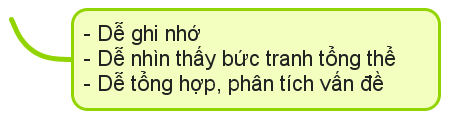 - Dễ ghi nhớ
- Dễ nhìn thấy bức tranh tổng thể
- Dễ tổng hợp, phân tích vấn đề